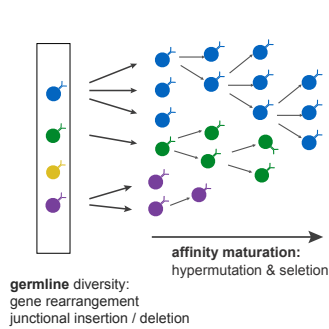 affinity maturation:
hypermutation & seletion
germline diversity:
gene rearrangement
junctional insertion / deletion